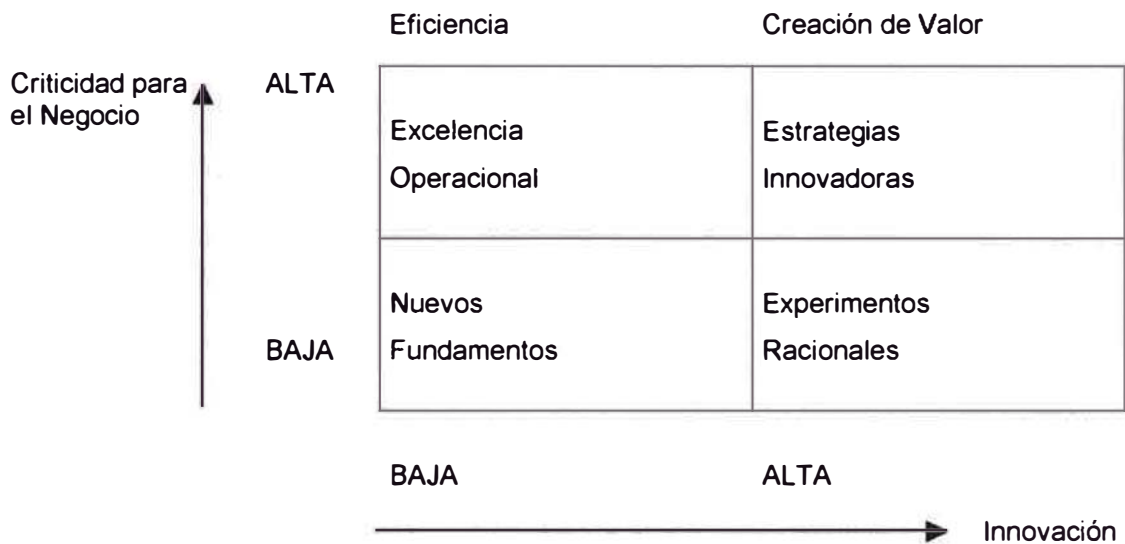 Eficiencia
Creación de Valor
Criticidad para
el Negocio
ALTA
Excelencia
Operacional
Estrategias
Innovadoras
BAJA
Nuevos
Fundamentos
Experimentos
Racionales
BAJA
ALTA
Innovación